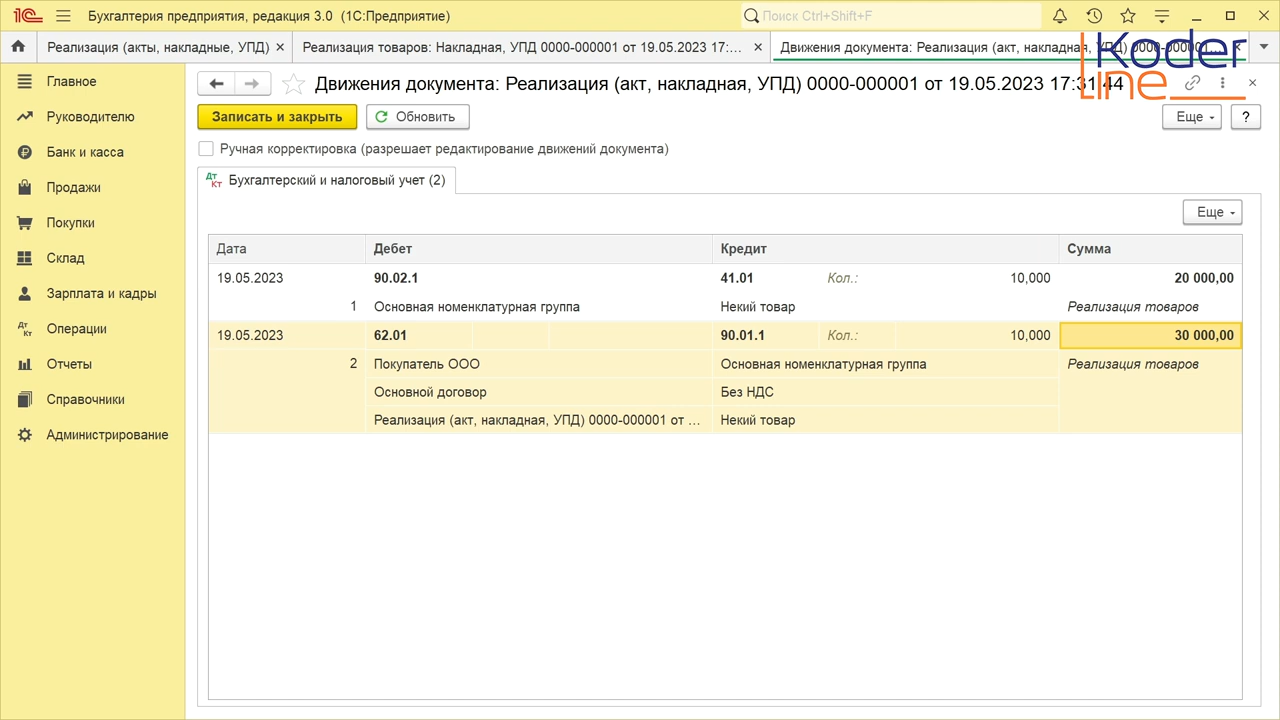 1С Бухгалтерия предприятия, редакция 3.0 (1С:Предприятие)
Поиск Ctrl+Shift+F
Реализация (акты, накладные, УПД) ×
Реализация товаров: Накладная, УПД 0000-000001 от 19.05.2023 17:... ×
Движения документа: Реализация (акт, накладная, УПД) 0000-000001 ... ×
Koder
line
Главное
Руководителю
Банк и касса
Продажи
Покупки
Склад
Зарплата и кадры
Операции
Отчеты
Справочники
Администрирование
Движения документа: Реализация (акт, накладная, УПД) 0000-000001 от 19.05.2023 17:31:44
Записать и закрыть
Обновить
Еще
?
Ручная корректировка (разрешает редактирование движений документа)
Дт Кт Бухгалтерский и налоговый учет (2)
Еще
Дата Дебет Кредит Сумма
19.05.2023 90.02.1 41.01 Кол.: 10,000 20 000,00
1 Основная номенклатурная группа Некий товар Реализация товаров
19.05.2023 62.01 90.01.1 Кол.: 10,000 30 000,00
2 Покупатель ООО Основная номенклатурная группа Реализация товаров
Основной договор Без НДС
Реализация (акт, накладная, УПД) 0000-000001 от ... Некий товар